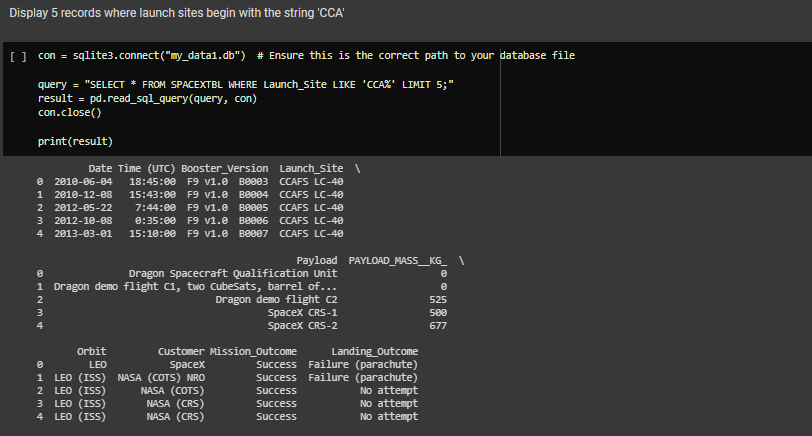 Display 5 records where launch sites begin with the string 'CCA'
[ ] con = sqlite3.connect("my_data1.db")  # Ensure this is the correct path to your database file
query = "SELECT * FROM SPACEXTBL WHERE Launch_Site LIKE 'CCA%' LIMIT 5;"
result = pd.read_sql_query(query, con)
con.close()
print(result)
Date Time (UTC) Booster_Version Launch_Site \
0 2010-06-04 18:45:00 F9 v1.0 B0003 CCAFS LC-40
1 2010-12-08 15:43:00 F9 v1.0 B0004 CCAFS LC-40
2 2012-05-22 7:44:00 F9 v1.0 B0005 CCAFS LC-40
3 2012-10-08 0:35:00 F9 v1.0 B0006 CCAFS LC-40
4 2013-03-01 15:10:00 F9 v1.0 B0007 CCAFS LC-40
Payload PAYLOAD_MASS__KG_ \
0 Dragon Spacecraft Qualification Unit 0
1 Dragon demo flight C1, two CubeSats, barrel of... 0
2 Dragon demo flight C2 525
3 SpaceX CRS-1 500
4 SpaceX CRS-2 677
Orbit Customer Mission_Outcome Landing_Outcome
0 LEO SpaceX Success Failure (parachute)
1 LEO (ISS) NASA (COTS) NRO Success Failure (parachute)
2 LEO (ISS) NASA (COTS) Success No attempt
3 LEO (ISS) NASA (CRS) Success No attempt
4 LEO (ISS) NASA (CRS) Success No attempt